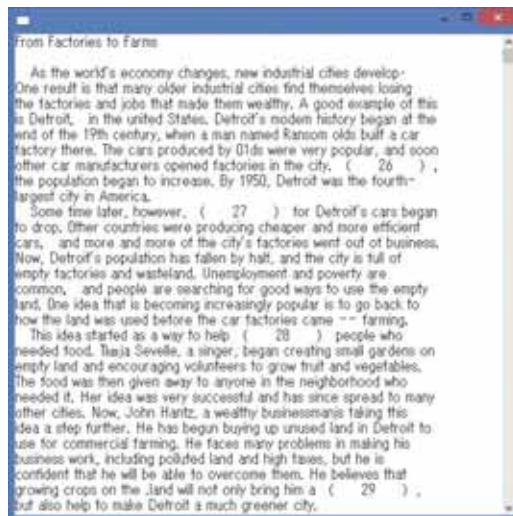 From Factories to Farms
As the world's economy changes, new industrial cities develop-
One result is that many older industrial cities find themselves losing
the factories and jobs that made them wealthy. A good example of this
is Detroit, in the united States. Detroit's modem history began at the
end of the 19th century, when a man named Ransom olds built a car
factory there. The cars produced by 01ds were very popular, and soon
other car manufacturers opened factories in the city. ( 26 ) ,
the population began to increase. By 1950, Detroit was the fourth-
largest city in America.
Some time later, however, ( 27 ) for Detroit's cars began
to drop. Other countries were producing cheaper and more efficient
cars, and more and more of the city's factories went out of business.
Now, Detroit's population has fallen by half, and the city is full of
empty factories and wasteland. Unemployment and poverty are
common, and people are searching for good ways to use the empty
land. One idea that is becoming increasingly popular is to go back to
how the land was used before the car factories came -- farming.
This idea started as a way to help ( 28 ) people who
needed food. Sevelle, a singer, began creating small gardens on
empty land and encouraging volunteers to grow fruit and vegetables.
The food was then given away to anyone in the neighborhood who
needed it. Her idea was very successful and has since spread to many
other cities. Now, John Hantz, a wealthy businessmanis taking this
idea a step further. He has begun buying up unused land in Detroit to
use for commercial farming. He faces many problems in making his
business work, including polluted land and high taxes, but he is
confident that he will be able to overcome them. He believes that
growing crops on the .land will not only bring him a ( 29 ) ,
but also help to make Detroit a much greener city.